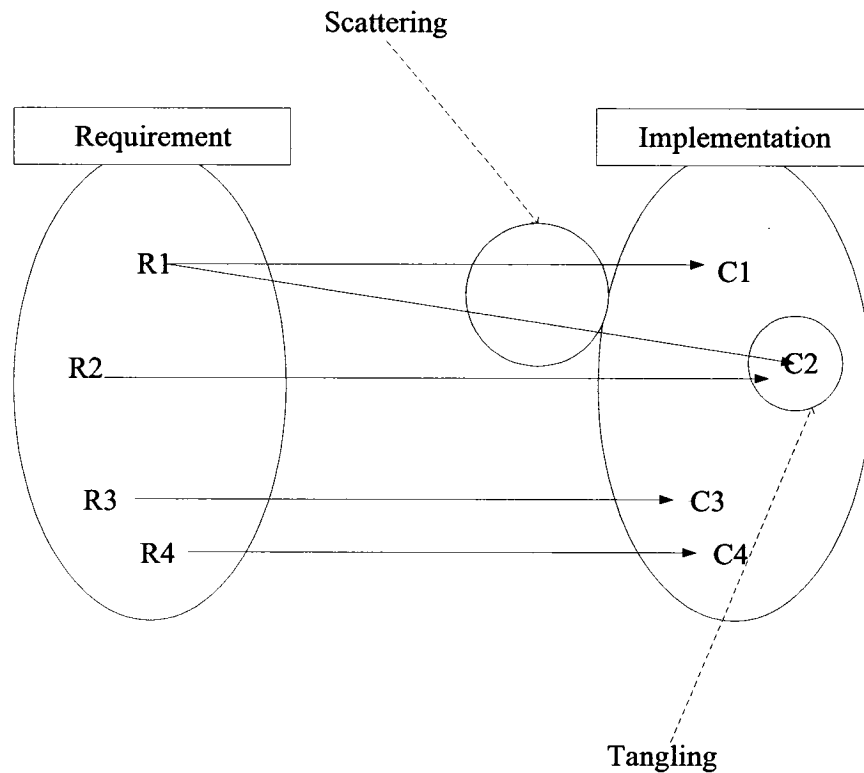 Scattering
Requirement
Implementation
R1
C1
R2
C2
R3
C3
R4
C4
Tangling